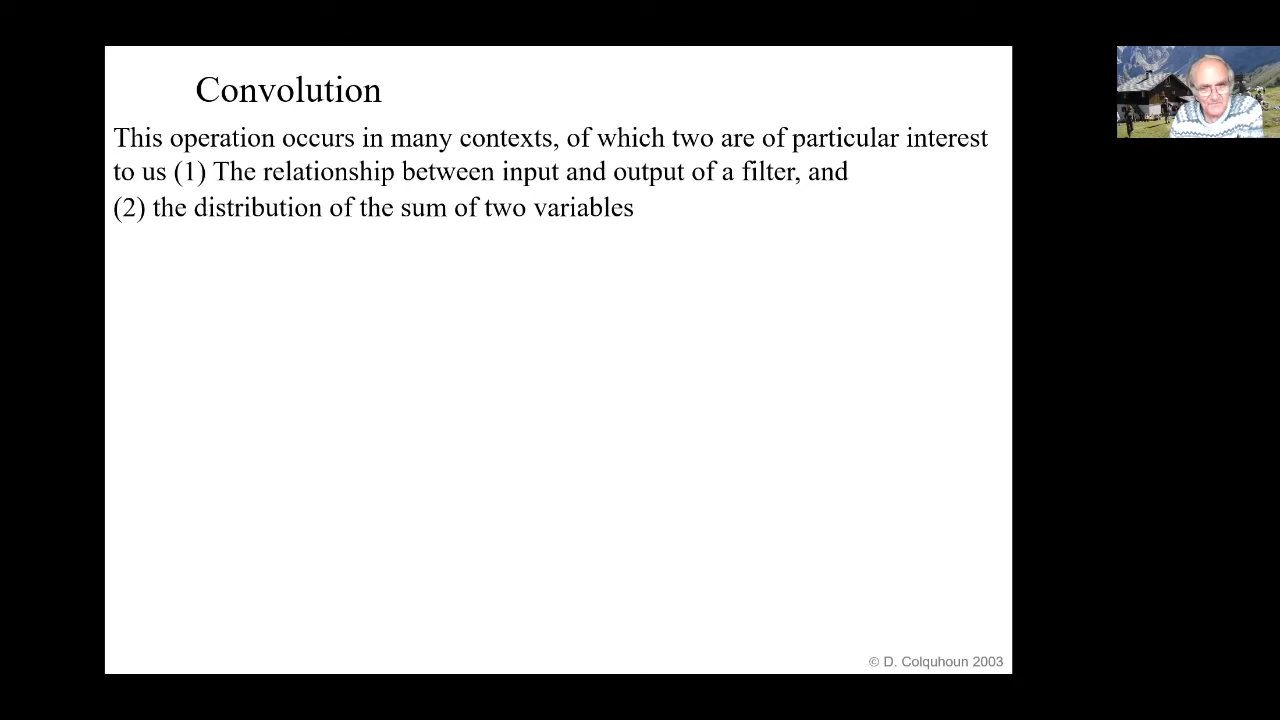 Convolution
This operation occurs in many contexts, of which two are of particular interest
to us (1) The relationship between input and output of a filter, and
(2) the distribution of the sum of two variables
© D. Colquhoun 2003